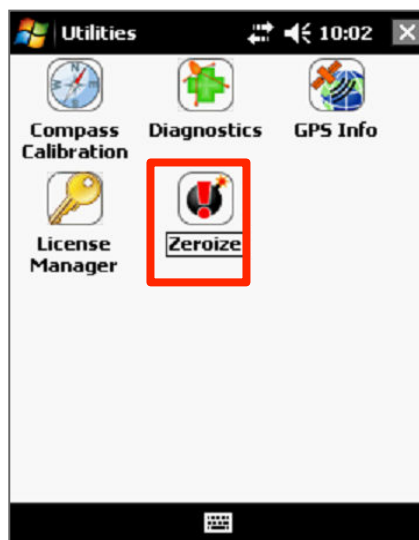 Utilities
10:02
Compass
Calibration
Diagnostics
GPS Info
License
Manager
Zeroize